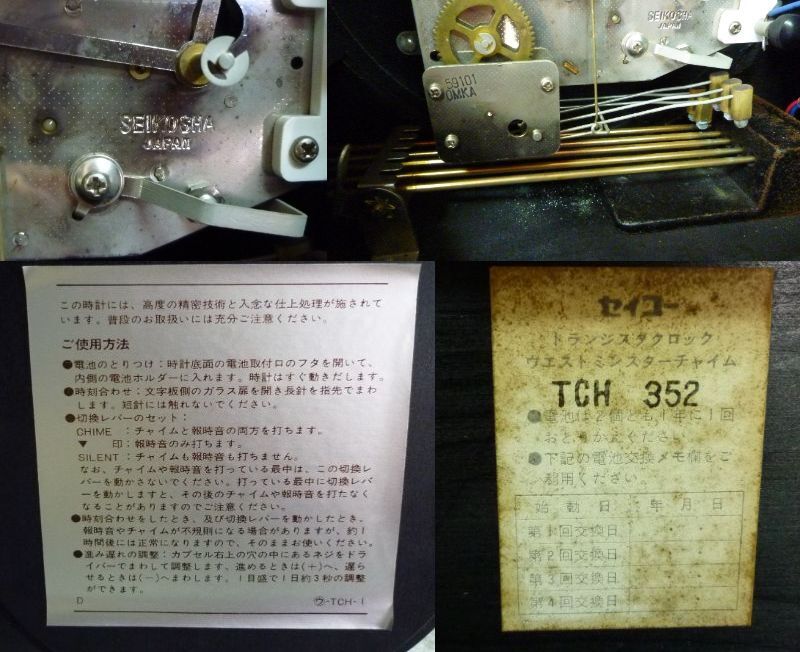 SEIKOSHA
JAPAN
SEIKOSHA
JAPAN
59101
OMKA
この時計には、高度の精密技術と入念な仕上処理が施されて
います。普段のお取扱いには充分ご注意ください。
ご使用方法
●電池のとりつけ：時計底面の電池取付口のフタを開いて、
内側の電池ホルダーに入れます。時計はすぐ動きだします。
●時刻合わせ：文字板側のガラス扉を開き長針を指先でまわ
します。短針には触れないでください。
●切換レバーのセット：
CHIME ：チャイムと報時音の両方を打ちます。
▼ 印：報時音のみ打ちます。
SILENT：チャイムも報時音も打ちません。
なお、チャイムや報時音を打っている最中は、この切換レ
バーを動かさないでください。打っている最中に切換レバ
ーを動かしますと、その後のチャイムや報時音を打たなく
なることがありますのでご注意ください。
●時刻合わせをしたとき、及び切換レバーを動かしたとき、
報時音やチャイムが不規則になる場合がありますが、約1
時間後には正常になりますので、そのままお使いください。
●進み遅れの調整：カプセル右上の穴の中にあるネジをドラ
イバーでまわして調整します。進めるときは(＋)へ、遅ら
せるときは(－)へまわします。1目盛で1日約3秒の調整
ができます。
D ㋒-TCH-1
セイコー
トランジスタクロック
ウエストミンスターチャイム
TCH 352
●電池は2個とも1年に1回
おとりかえください。
●下記の電池交換メモ欄をご
利用ください。
始動日 年 月 日
第1回交換日
第2回交換日
第3回交換日
第4回交換日